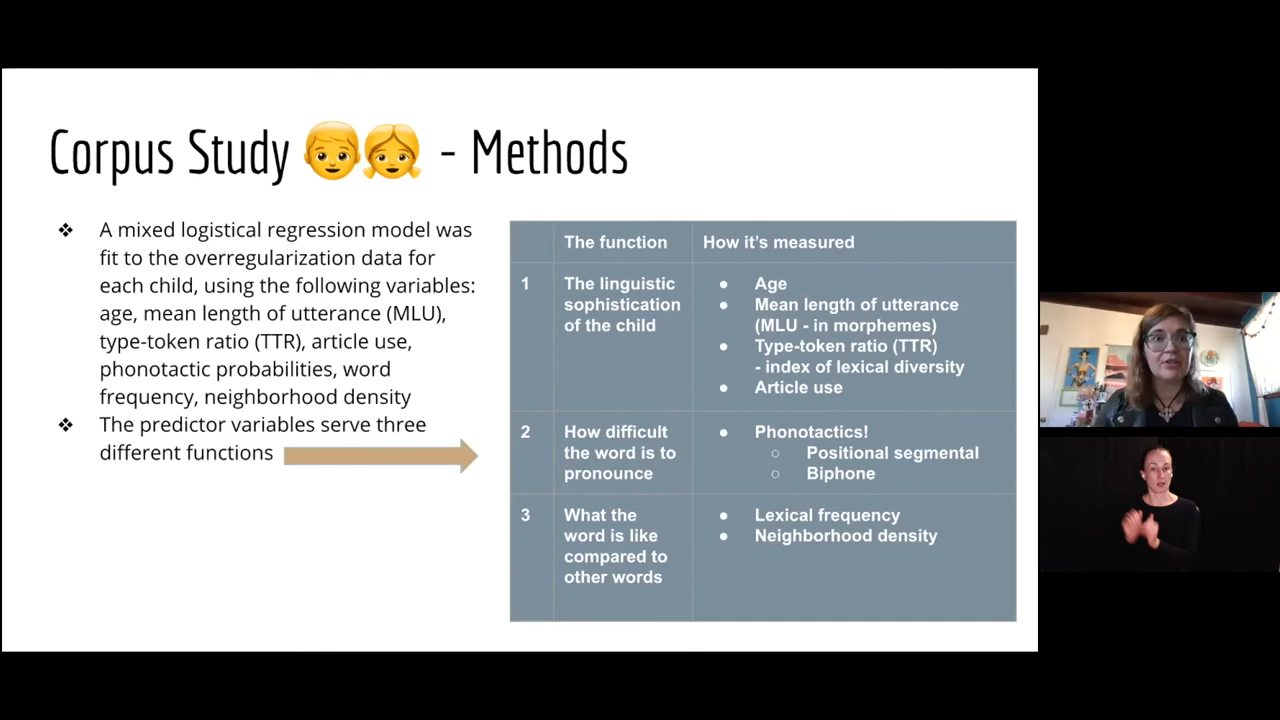 Corpus Study 👦👧 - Methods
❖ A mixed logistical regression model was
fit to the overregularization data for
each child, using the following variables:
age, mean length of utterance (MLU),
type-token ratio (TTR), article use,
phonotactic probabilities, word
frequency, neighborhood density
❖ The predictor variables serve three
different functions
The function
How it's measured
1
The linguistic
sophistication
of the child
● Age
● Mean length of utterance
(MLU - in morphemes)
● Type-token ratio (TTR)
- index of lexical diversity
● Article use
2
How difficult
the word is to
pronounce
● Phonotactics!
○ Positional segmental
○ Biphone
3
What the
word is like
compared to
other words
● Lexical frequency
● Neighborhood density